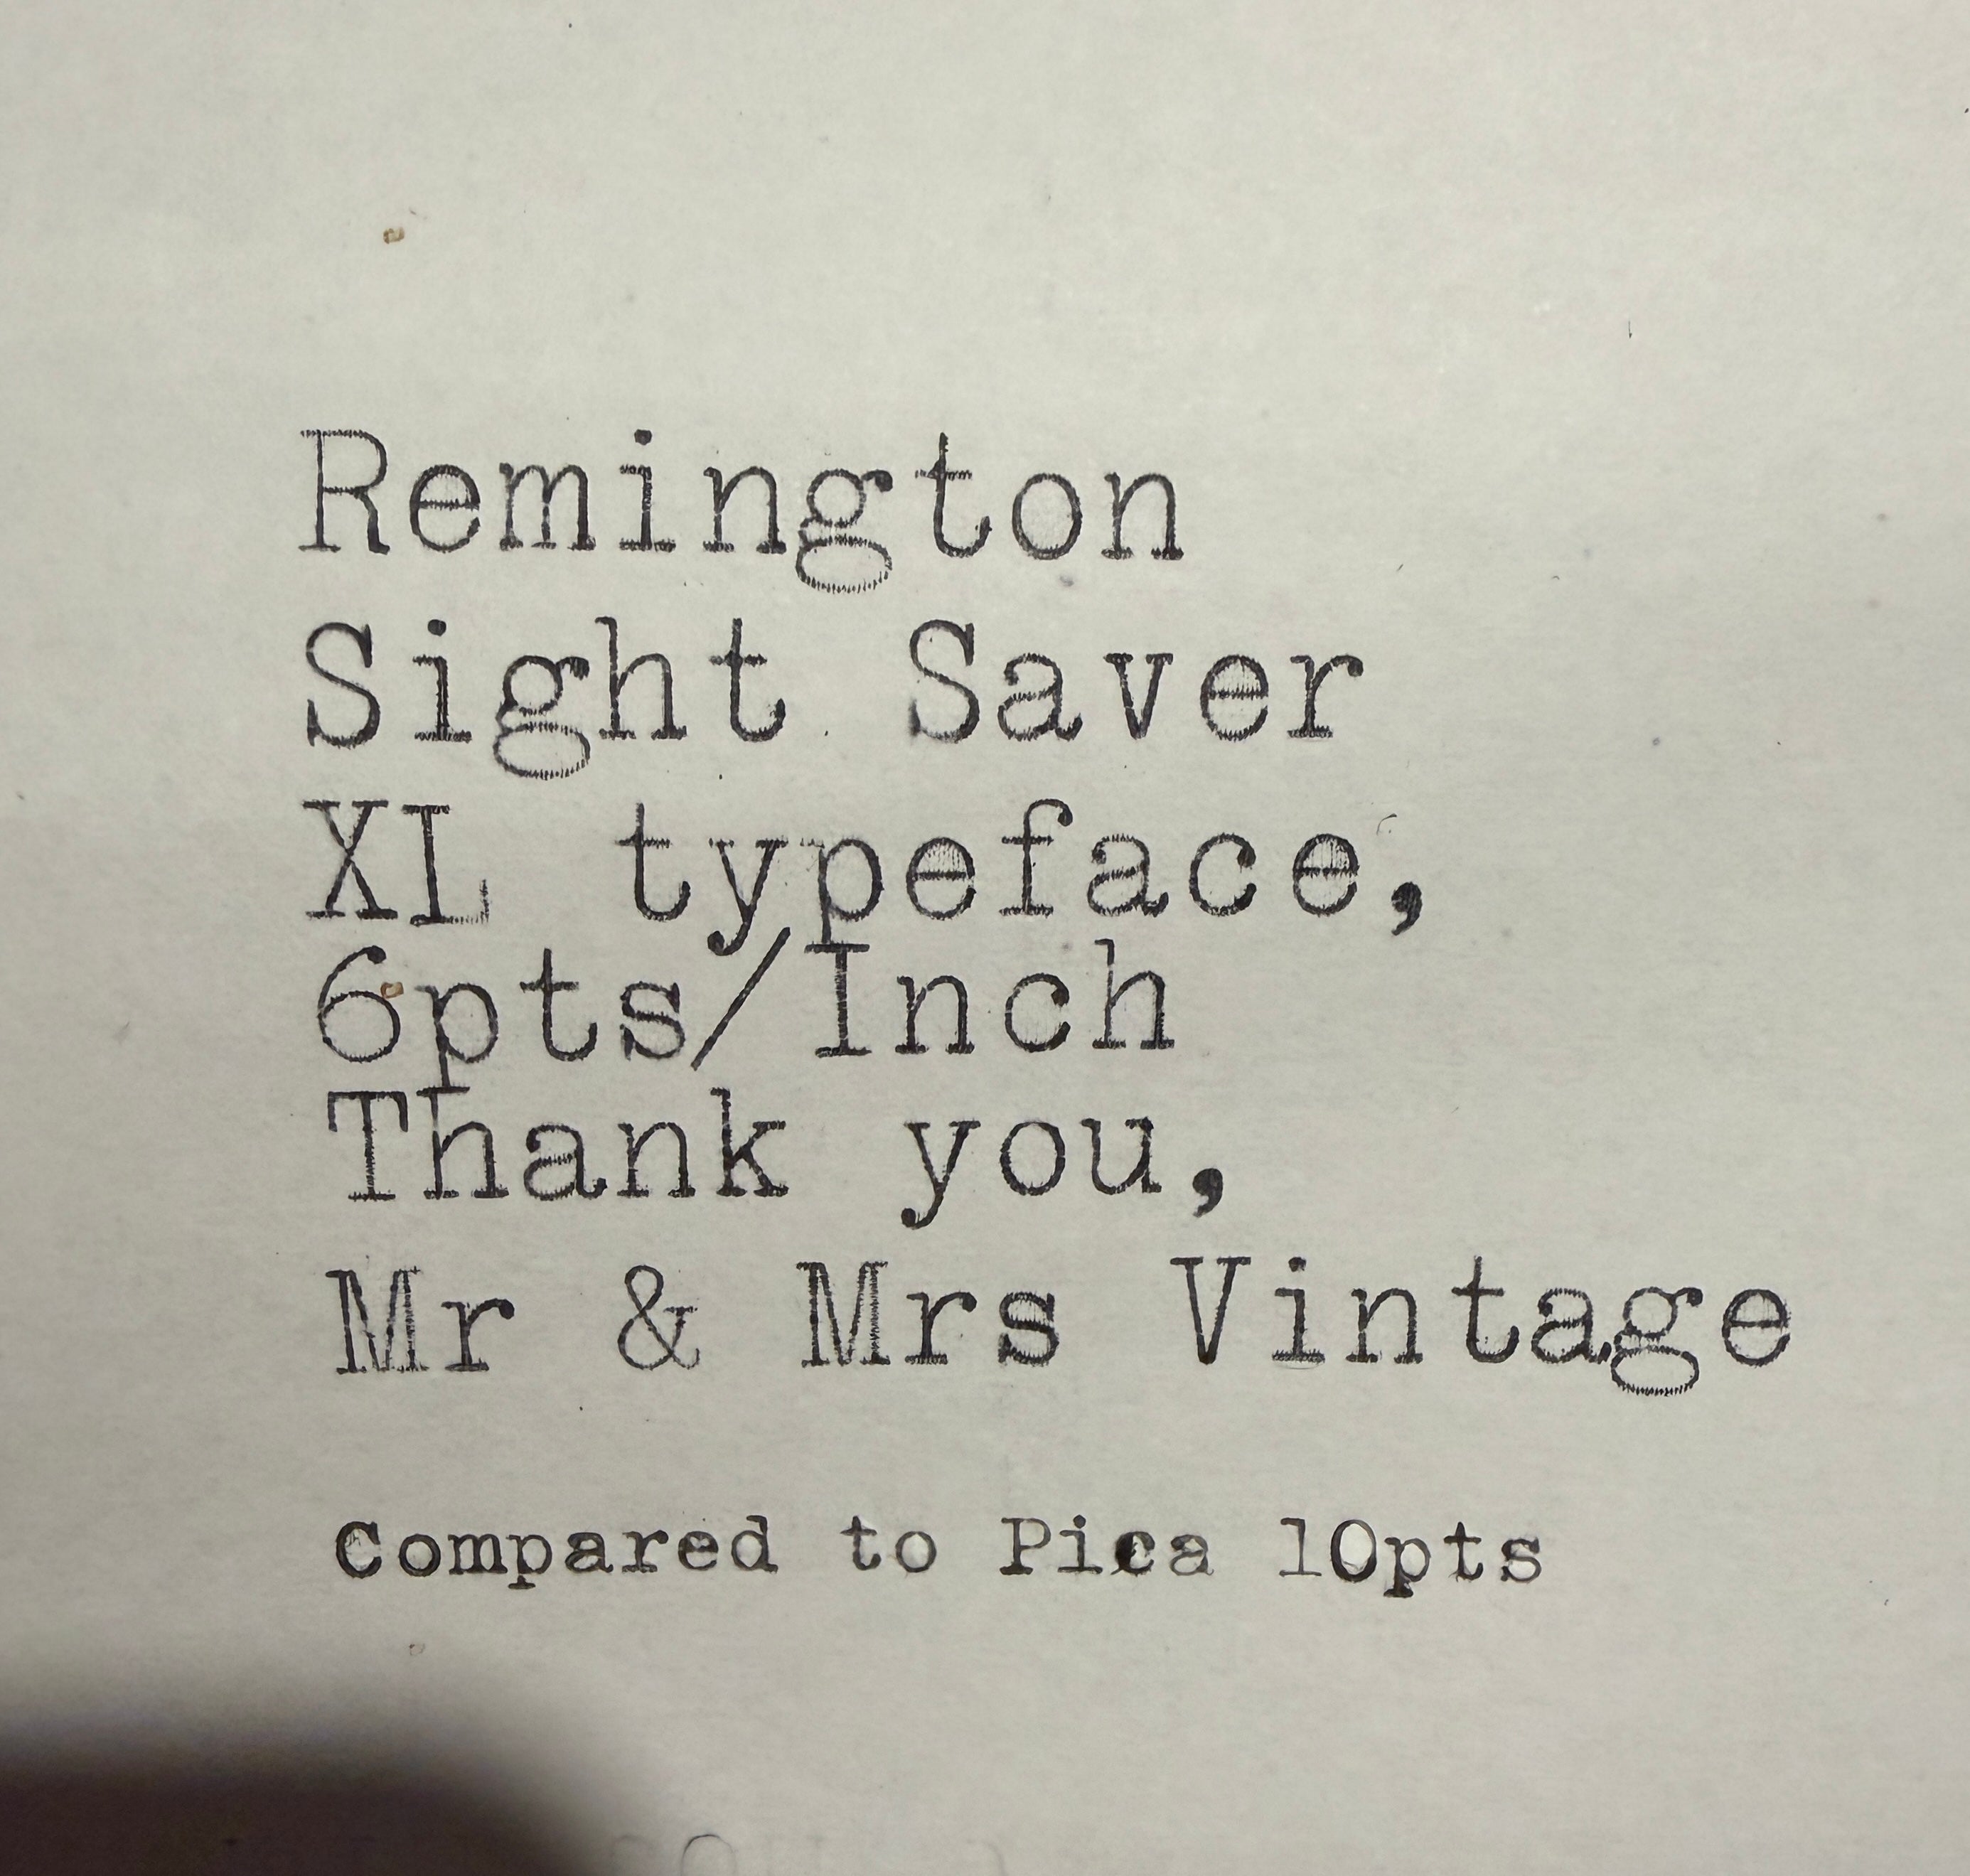 Remington
Sight Saver
XL typeface,
6pts/Inch
Thank you,
Mr & Mrs Vintage
Compared to Pica 10pts